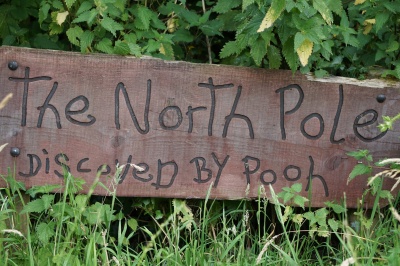 The North Pole
Discovered By Pooh